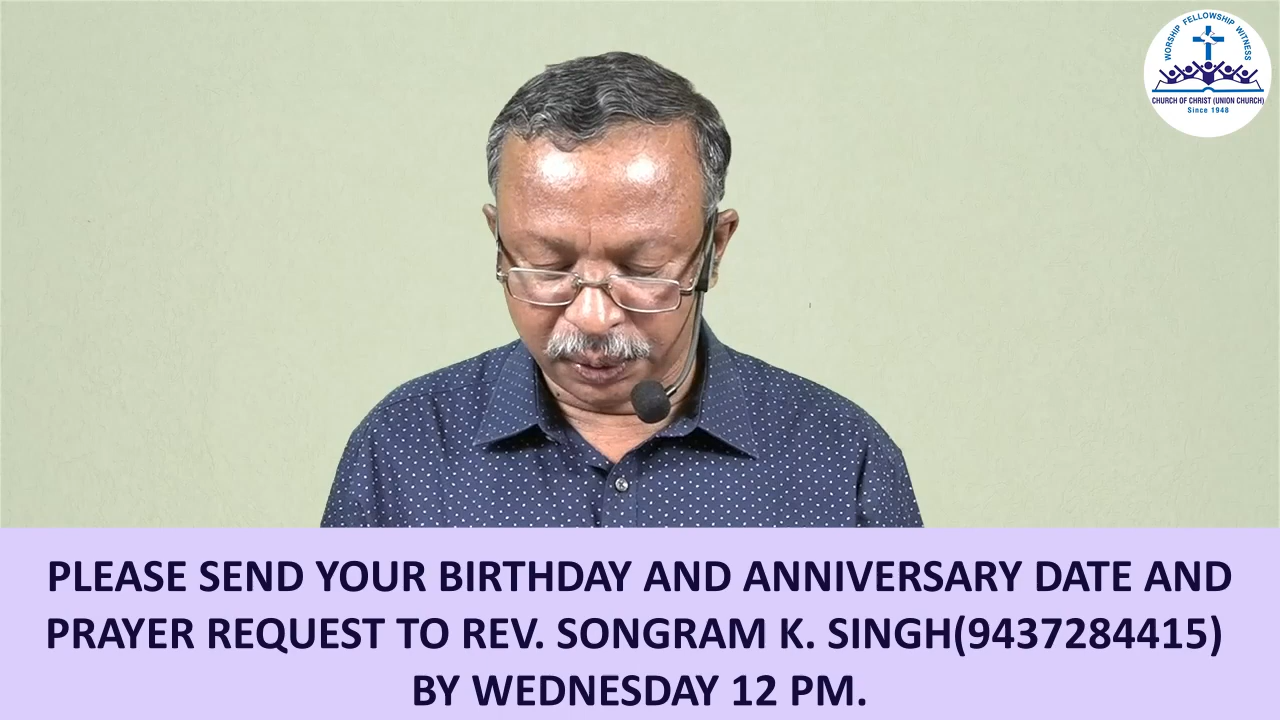 WORSHIP FELLOWSHIP WITNESS
CHURCH OF CHRIST (UNION CHURCH)
Since 1948
PLEASE SEND YOUR BIRTHDAY AND ANNIVERSARY DATE AND
PRAYER REQUEST TO REV. SONGRAM K. SINGH(9437284415)
BY WEDNESDAY 12 PM.